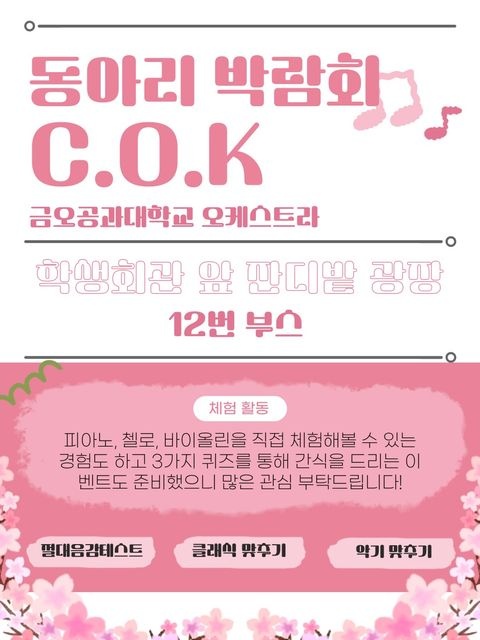 동아리 박람회
C.O.K
금오공과대학교 오케스트라
학생회관 앞 잔디밭 광장
12번 부스
체험 활동
피아노, 첼로, 바이올린을 직접 체험해볼 수 있는
경험도 하고 3가지 퀴즈를 통해 간식을 드리는 이
벤트도 준비했으니 많은 관심 부탁드립니다!
절대음감테스트
클래식 맞추기
악기 맞추기